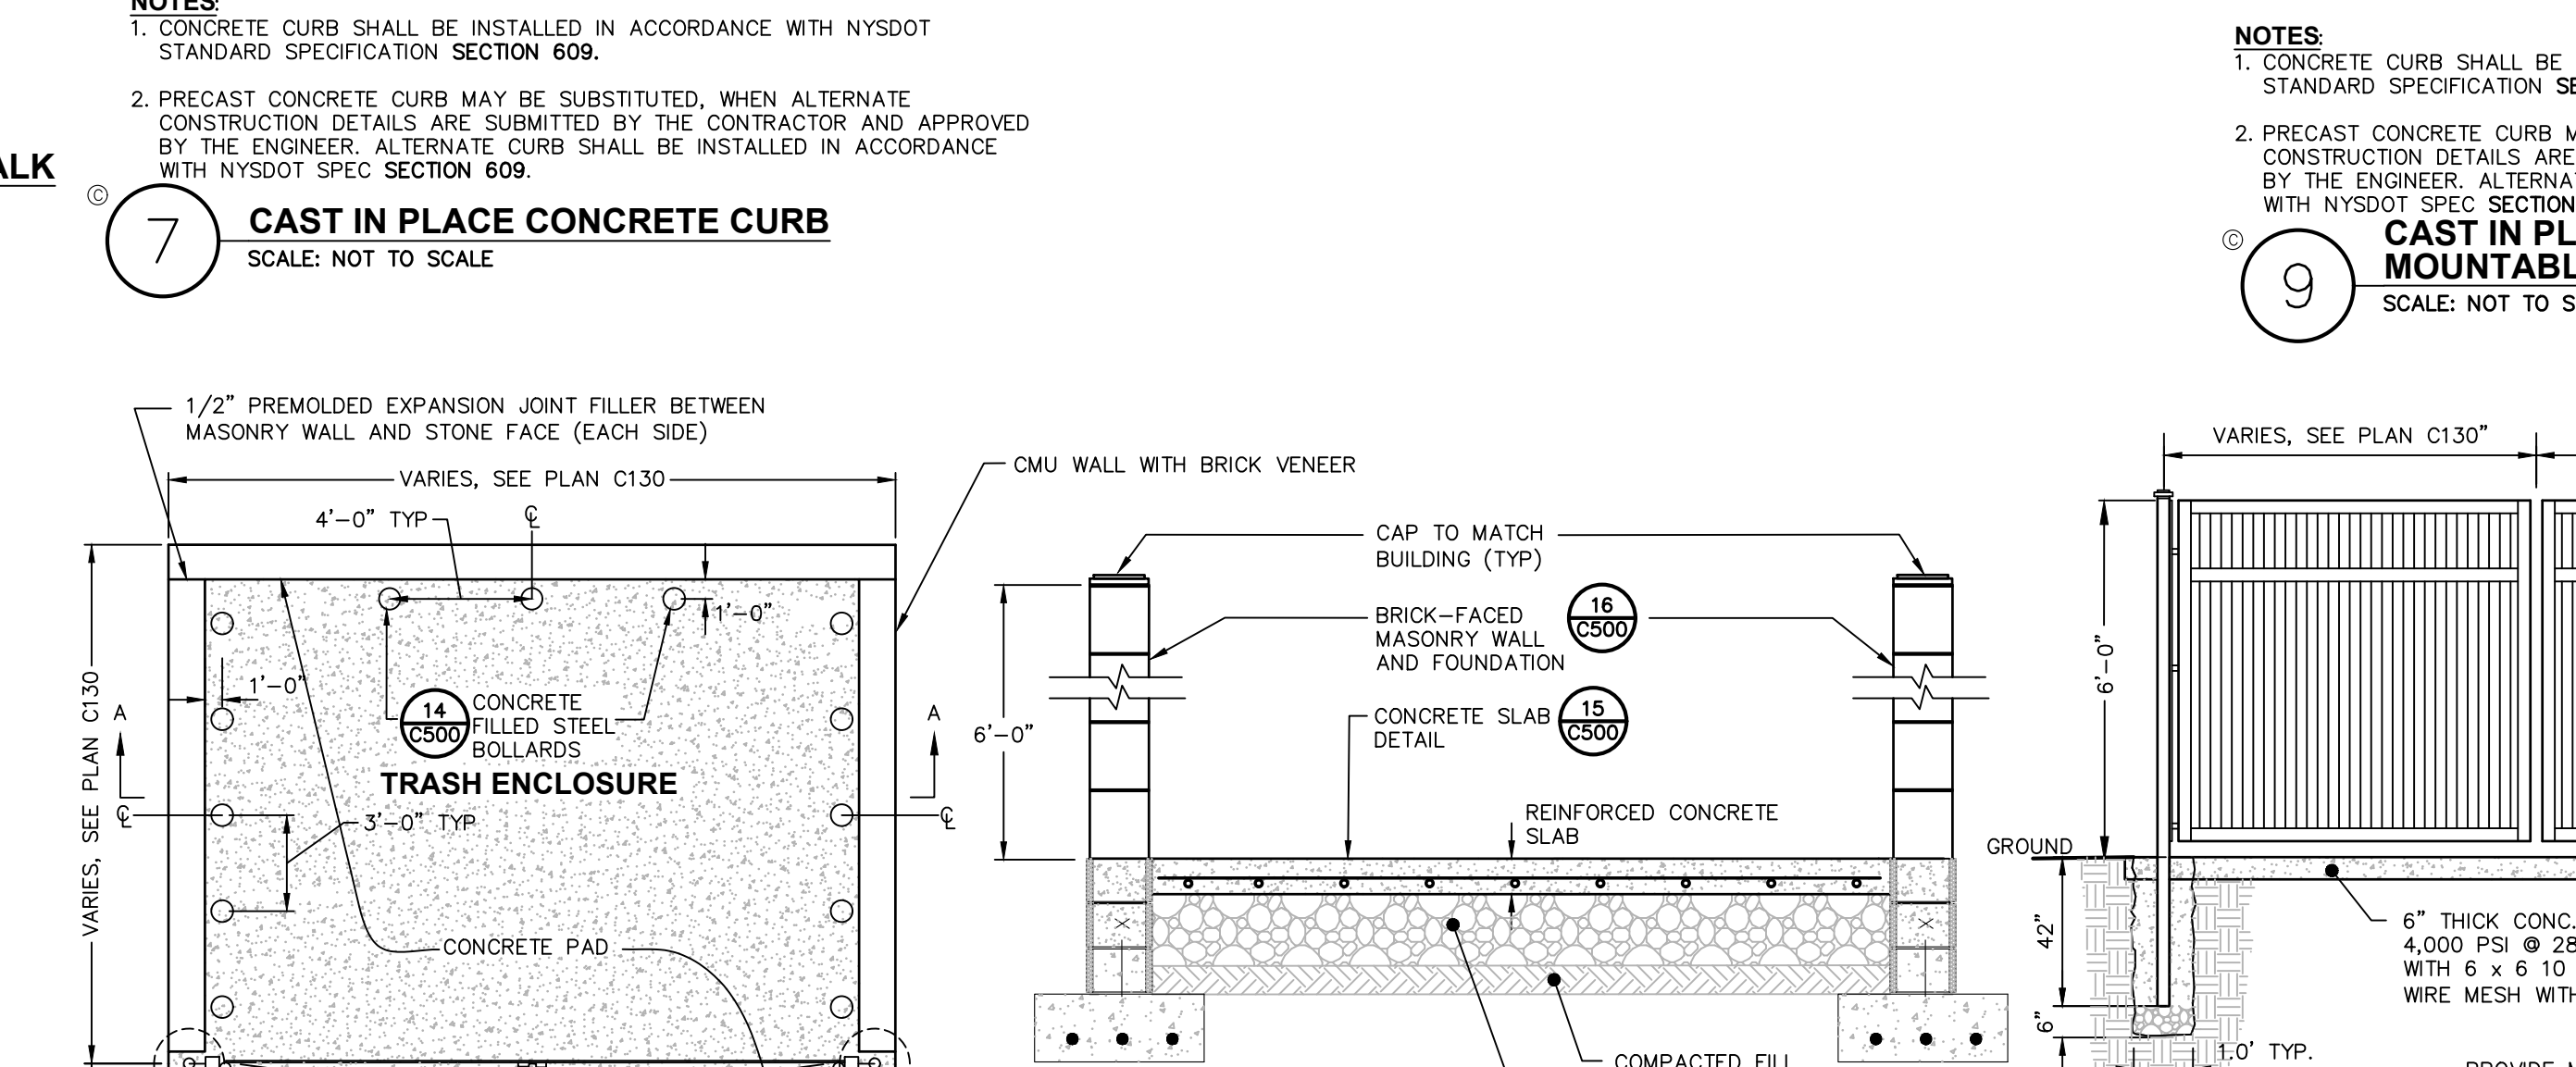 NOTES:
1. CONCRETE CURB SHALL BE INSTALLED IN ACCORDANCE WITH NYSDOT
STANDARD SPECIFICATION SECTION 609.
2. PRECAST CONCRETE CURB MAY BE SUBSTITUTED, WHEN ALTERNATE
CONSTRUCTION DETAILS ARE SUBMITTED BY THE CONTRACTOR AND APPROVED
BY THE ENGINEER. ALTERNATE CURB SHALL BE INSTALLED IN ACCORDANCE
WITH NYSDOT SPEC SECTION 609.
ALK
©
7
CAST IN PLACE CONCRETE CURB
SCALE: NOT TO SCALE
NOTES:
1. CONCRETE CURB SHALL BE
STANDARD SPECIFICATION SE
2. PRECAST CONCRETE CURB M
CONSTRUCTION DETAILS ARE
BY THE ENGINEER. ALTERNA
WITH NYSDOT SPEC SECTION
©
9
CAST IN PL
MOUNTABL
SCALE: NOT TO S
1/2" PREMOLDED EXPANSION JOINT FILLER BETWEEN
MASONRY WALL AND STONE FACE (EACH SIDE)
VARIES, SEE PLAN C130
4'-0" TYP
℄
CMU WALL WITH BRICK VENEER
1'-0"
1'-0"
VARIES, SEE PLAN C130
A
A
14
C500
CONCRETE
FILLED STEEL
BOLLARDS
TRASH ENCLOSURE
℄
℄
3'-0" TYP
CONCRETE PAD
CAP TO MATCH
BUILDING (TYP)
BRICK-FACED
MASONRY WALL
AND FOUNDATION
16
C500
CONCRETE SLAB
DETAIL
15
C500
6'-0"
REINFORCED CONCRETE
SLAB
COMPACTED FILL
VARIES, SEE PLAN C130"
6'-0"
GROUND
42"
6"
6" THICK CONC.
4,000 PSI @ 28
WITH 6 x 6 10
WIRE MESH WITH
1.0' TYP.
PROVIDE